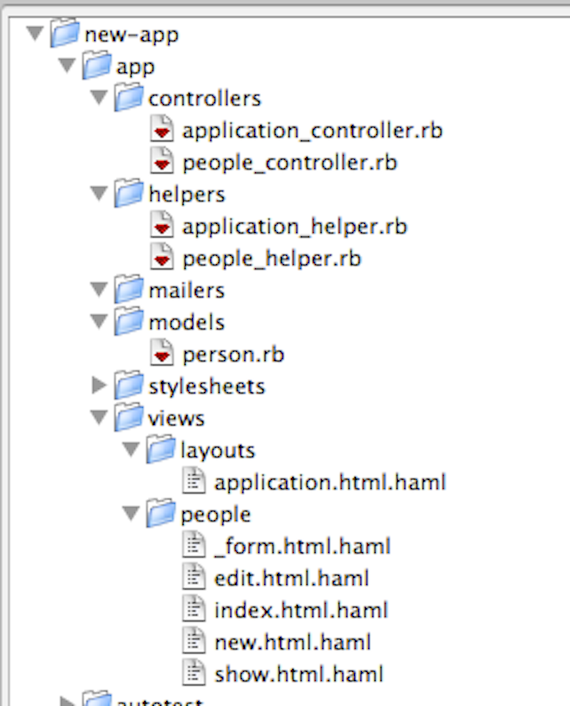 new-app
app
controllers
application_controller.rb
people_controller.rb
helpers
application_helper.rb
people_helper.rb
mailers
models
person.rb
stylesheets
views
layouts
application.html.haml
people
_form.html.haml
edit.html.haml
index.html.haml
new.html.haml
show.html.haml
autotest